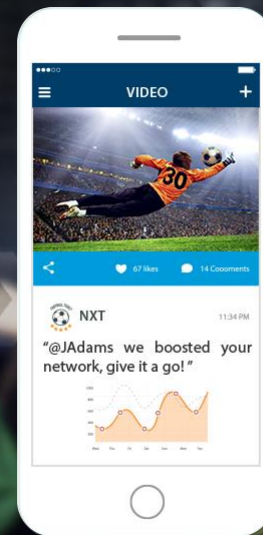 VIDEO
30
67 likes
14 Coooments
NXT
11:34 PM
“@JAdams we boosted your
network, give it a go! ”